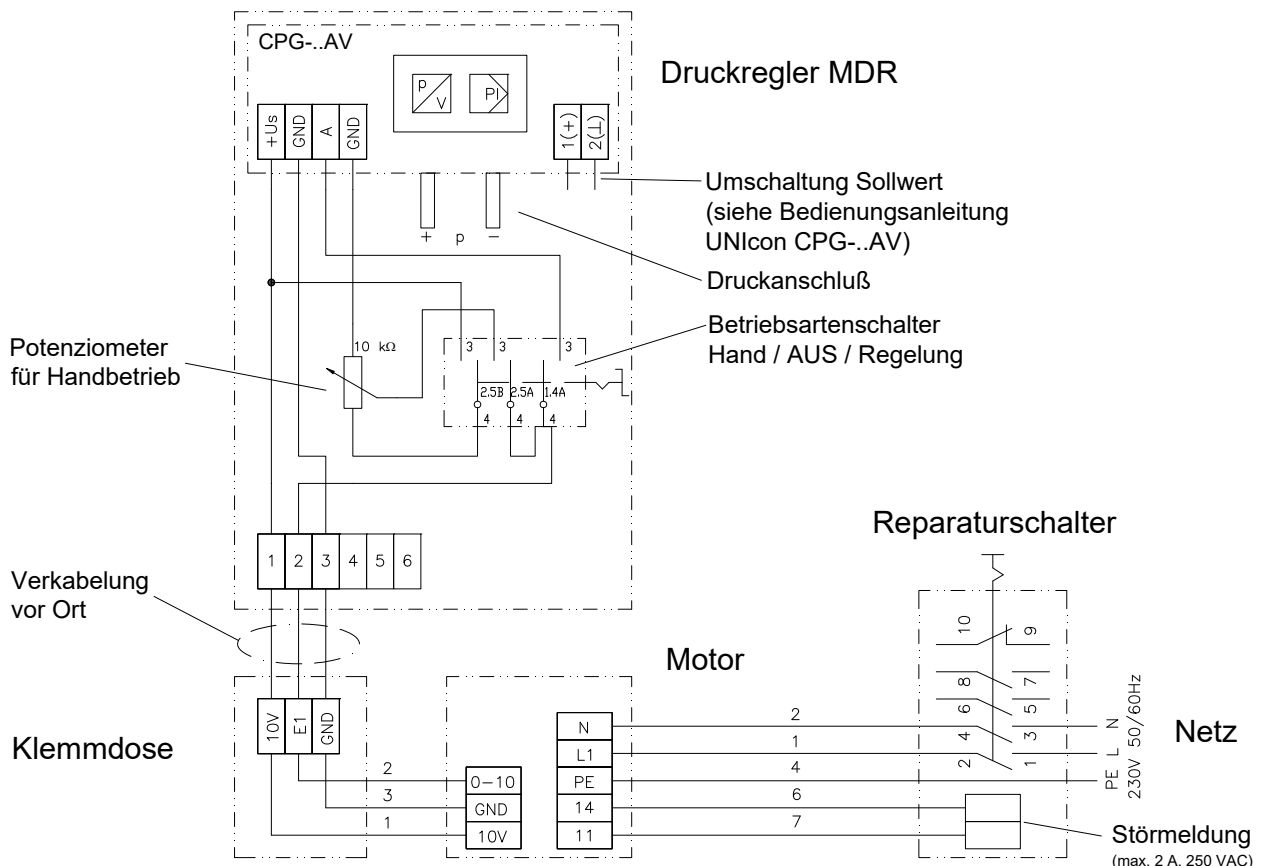 CPG-..AV
Druckregler MDR
p
V
PI
+Us
GND
A
GND
1(+)
2(⊥)
Umschaltung Sollwert
(siehe Bedienungsanleitung
UNIcon CPG-..AV)
+ p −
Druckanschluß
Betriebsartenschalter
Hand / AUS / Regelung
Potenziometer
für Handbetrieb
10 kΩ
3 3 3
2.5B 2.5A 1.4A
4 4 4
1 2 3 4 5 6
Reparaturschalter
Verkabelung
vor Ort
10 9
8 7
6 5
4 3
2 1
Motor
Klemmdose
10V
E1
GND
2
3
1
0-10
GND
10V
N
L1
PE
14
11
2
1
4
6
7
PE L N
230V 50/60Hz
Netz
Störmeldung
(max. 2 A, 250 VAC)